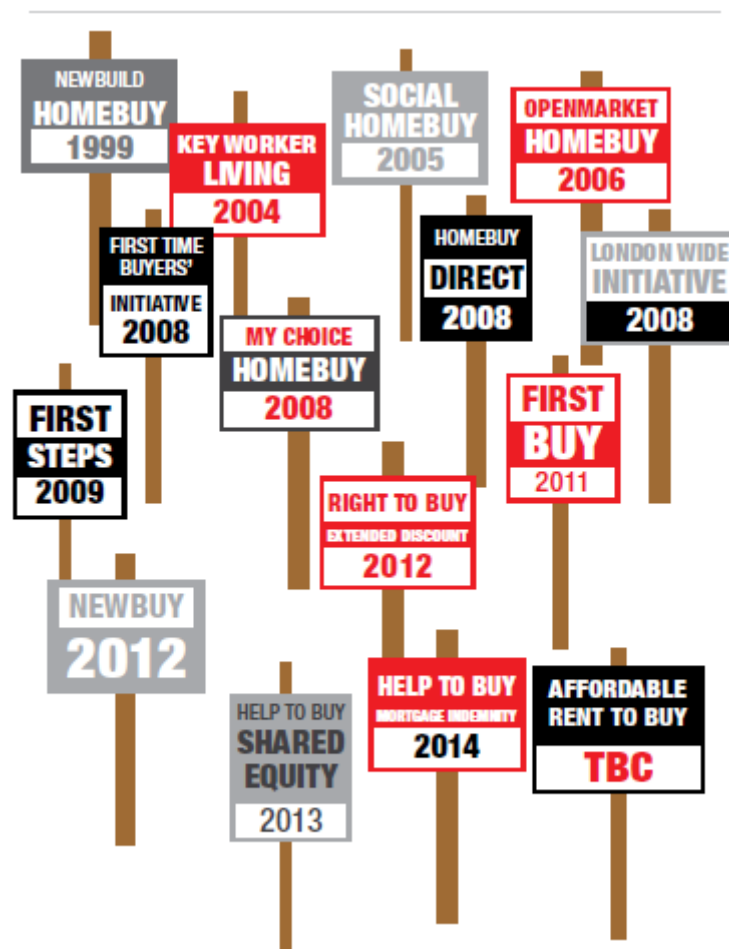 NEWBUILD
HOMEBUY
1999
KEY WORKER
LIVING
2004
SOCIAL
HOMEBUY
2005
OPENMARKET
HOMEBUY
2006
FIRST TIME
BUYERS'
INITIATIVE
2008
MY CHOICE
HOMEBUY
2008
HOMEBUY
DIRECT
2008
LONDON WIDE
INITIATIVE
2008
FIRST
STEPS
2009
FIRST
BUY
2011
RIGHT TO BUY
EXTENDED DISCOUNT
2012
NEWBUY
2012
HELP TO BUY
SHARED
EQUITY
2013
HELP TO BUY
MORTGAGE INDEMNITY
2014
AFFORDABLE
RENT TO BUY
TBC